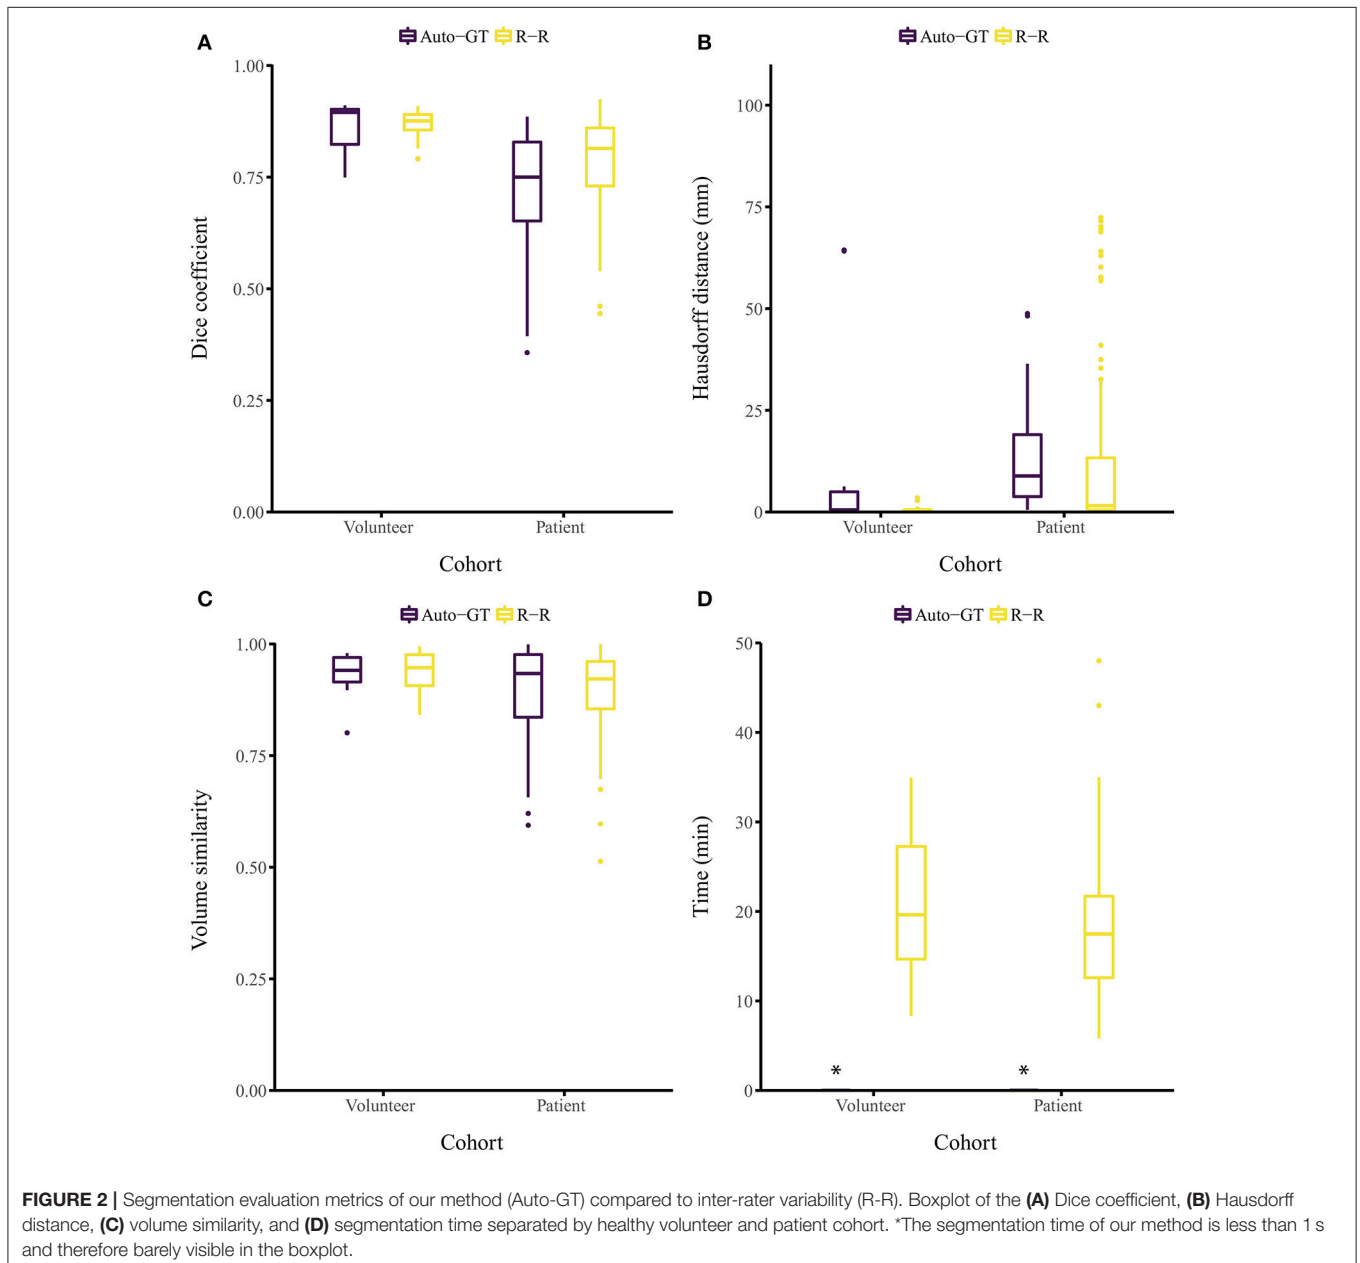 A
Auto−GT R−R
1.00
0.75
0.50
0.25
0.00
Dice coefficient
Volunteer Patient
Cohort
B
Auto−GT R−R
100
75
50
25
0
Hausdorff distance (mm)
Volunteer Patient
Cohort
C
Auto−GT R−R
1.00
0.75
0.50
0.25
0.00
Volume similarity
Volunteer Patient
Cohort
D
Auto−GT R−R
50
40
30
20
10
0
Time (min)
* *
Volunteer Patient
Cohort
FIGURE 2 | Segmentation evaluation metrics of our method (Auto-GT) compared to inter-rater variability (R-R). Boxplot of the (A) Dice coefficient, (B) Hausdorff
distance, (C) volume similarity, and (D) segmentation time separated by healthy volunteer and patient cohort. *The segmentation time of our method is less than 1 s
and therefore barely visible in the boxplot.